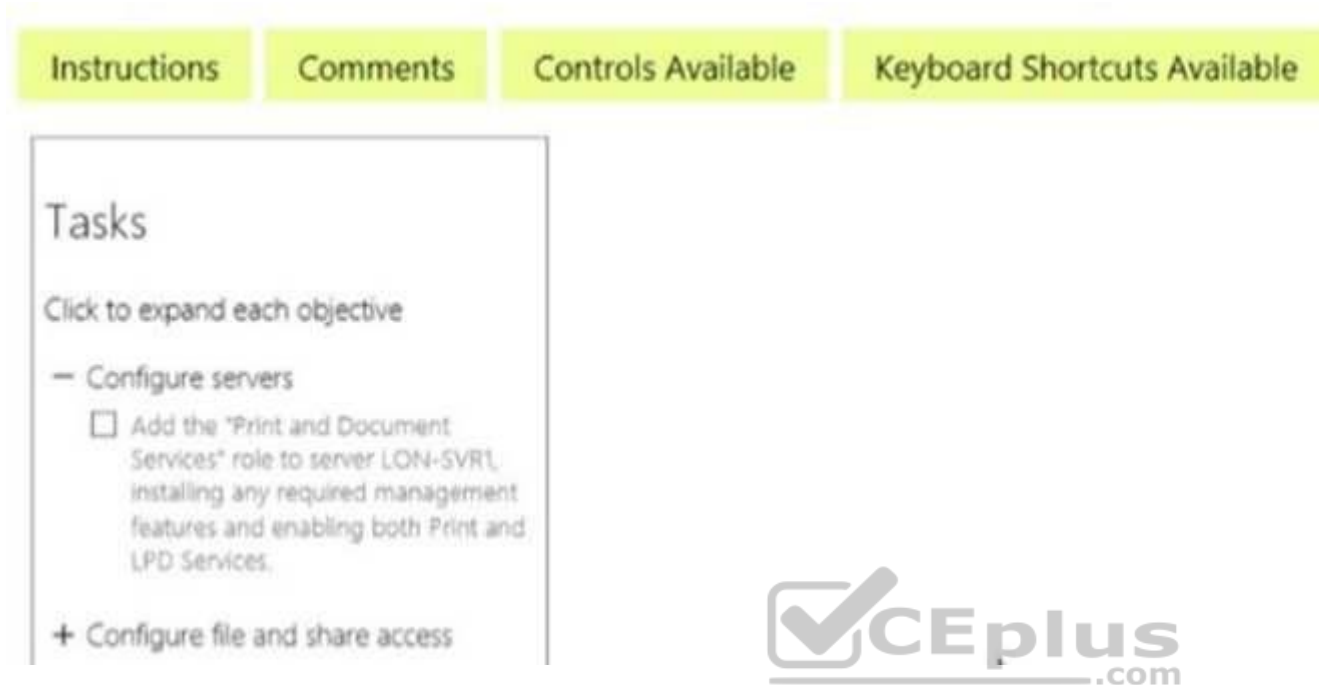 Instructions Comments Controls Available Keyboard Shortcuts Available
Tasks
Click to expand each objective
− Configure servers
Add the "Print and Document
Services" role to server LON-SVR1,
installing any required management
features and enabling both Print and
LPD Services.
+ Configure file and share access
CEplus
.com